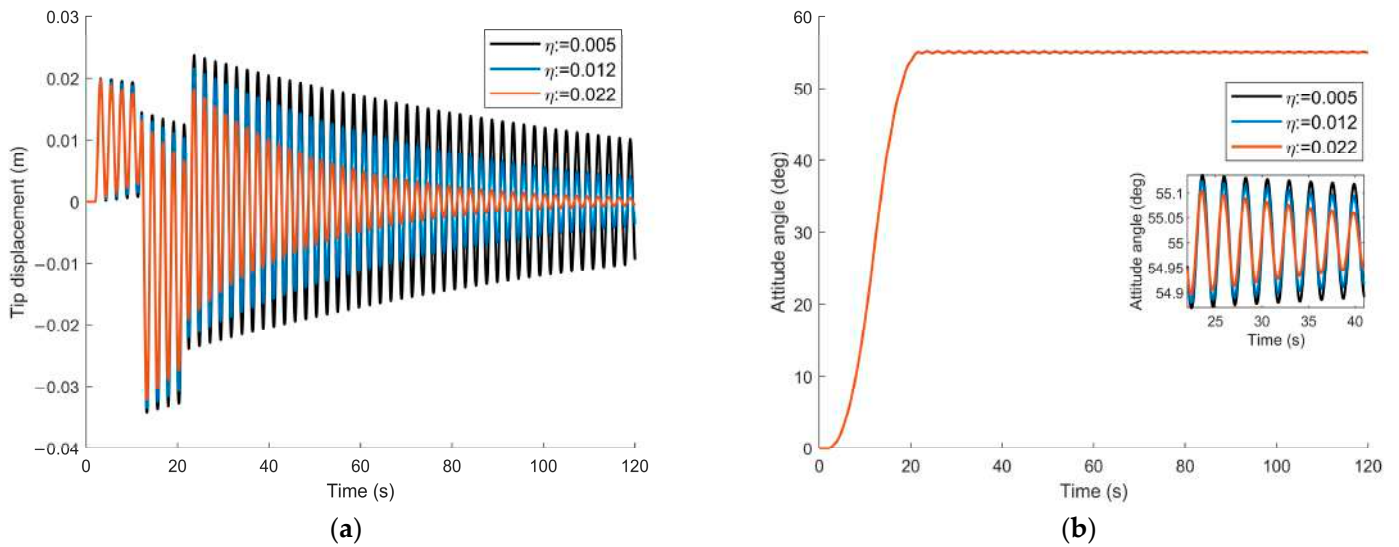 0.03
0.02
0.01
0
−0.01
−0.02
−0.03
−0.04
Tip displacement (m)
η:=0.005
η:=0.012
η:=0.022
0 20 40 60 80 100 120
Time (s)
(a)
60
50
40
30
20
10
0
Attitude angle (deg)
η:=0.005
η:=0.012
η:=0.022
55.1
55.05
55
54.95
54.9
Attitude angle (deg)
25 30 35 40
Time (s)
0 20 40 60 80 100 120
Time (s)
(b)